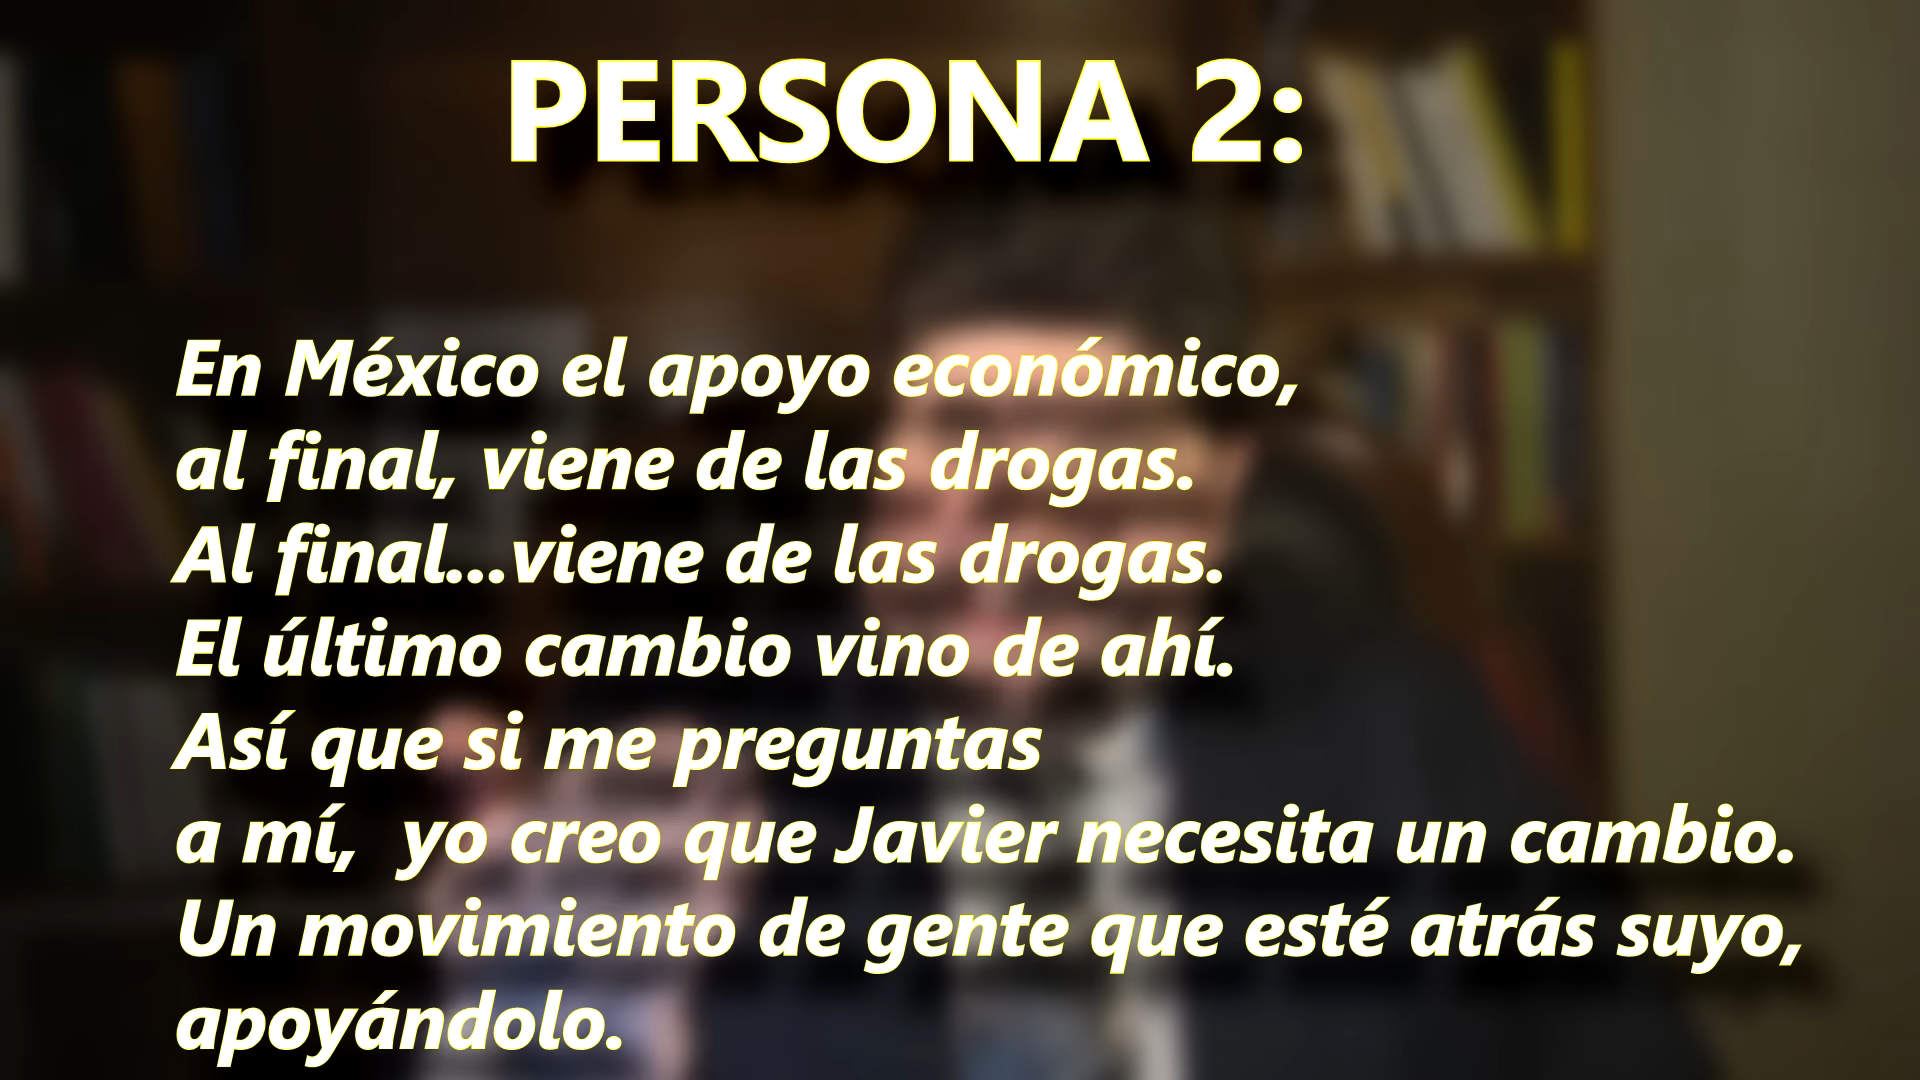 PERSONA 2:
En México el apoyo económico,
al final, viene de las drogas.
Al final...viene de las drogas.
El último cambio vino de ahí.
Así que si me preguntas
a mí,  yo creo que Javier necesita un cambio.
Un movimiento de gente que esté atrás suyo,
apoyándolo.